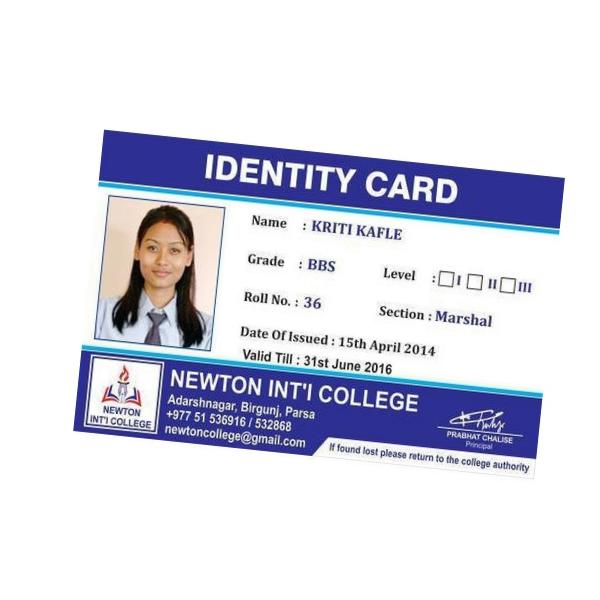 IDENTITY CARD
Name : KRITI KAFLE
Grade : BBS
Level : I II III
Roll No. : 36
Section : Marshal
Date Of Issued : 15th April 2014
Valid Till : 31st June 2016
NEWTON INT'I COLLEGE
NEWTON INT'I COLLEGE
Adarshnagar, Birgunj, Parsa
+977 51 536916 / 532868
newtoncollege@gmail.com
PRABHAT CHALISE
Principal
If found lost please return to the college authority